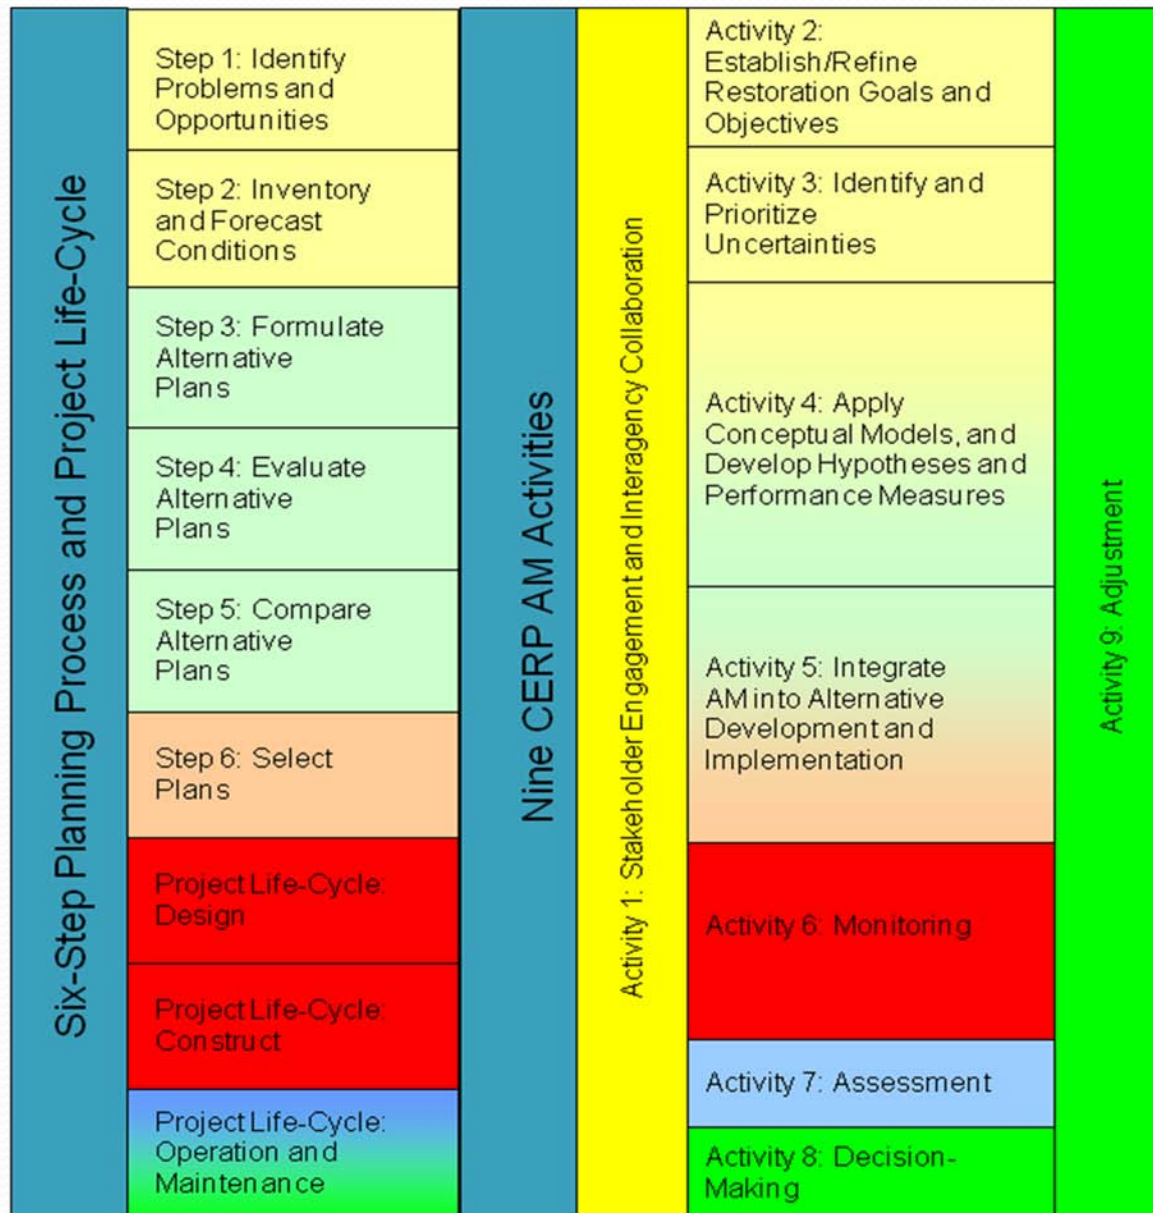 Six-Step Planning Process and Project Life-Cycle
Step 1: Identify
Problems and
Opportunities
Step 2: Inventory
and Forecast
Conditions
Step 3: Formulate
Alternative
Plans
Step 4: Evaluate
Alternative
Plans
Step 5: Compare
Alternative
Plans
Step 6: Select
Plans
Project Life-Cycle:
Design
Project Life-Cycle:
Construct
Project Life-Cycle:
Operation and
Maintenance
Nine CERP AM Activities
Activity 1: Stakeholder Engagement and Interagency Collaboration
Activity 2:
Establish/Refine
Restoration Goals and
Objectives
Activity 3: Identify and
Prioritize
Uncertainties
Activity 4: Apply
Conceptual Models, and
Develop Hypotheses and
Performance Measures
Activity 5: Integrate
AM into Alternative
Development and
Implementation
Activity 6: Monitoring
Activity 7: Assessment
Activity 8: Decision-
Making
Activity 9: Adjustment